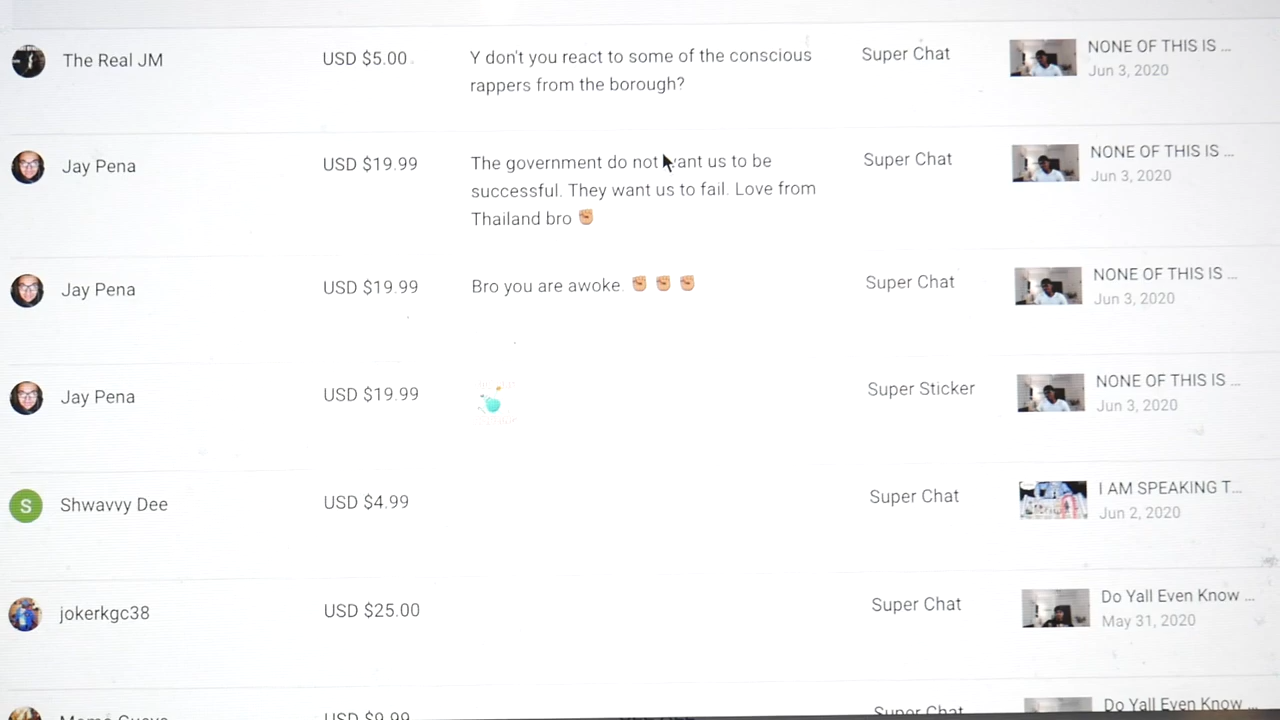 The Real JM USD $5.00 Y don't you react to some of the conscious Super Chat NONE OF THIS IS ...
rappers from the borough? Jun 3, 2020
Jay Pena USD $19.99 The government do not want us to be Super Chat NONE OF THIS IS ...
successful. They want us to fail. Love from Jun 3, 2020
Thailand bro ✊
Jay Pena USD $19.99 Bro you are awoke. ✊ ✊ ✊ Super Chat NONE OF THIS IS ...
Jun 3, 2020
Jay Pena USD $19.99 Super Sticker NONE OF THIS IS ...
Jun 3, 2020
S Shwavvy Dee USD $4.99 Super Chat I AM SPEAKING T...
Jun 2, 2020
jokerkgc38 USD $25.00 Super Chat Do Yall Even Know ...
May 31, 2020
USD $9.99 Super Chat Do Yall Even Know ...